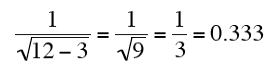 1/√(12 − 3) = 1/√9 = 1/3 = 0.333